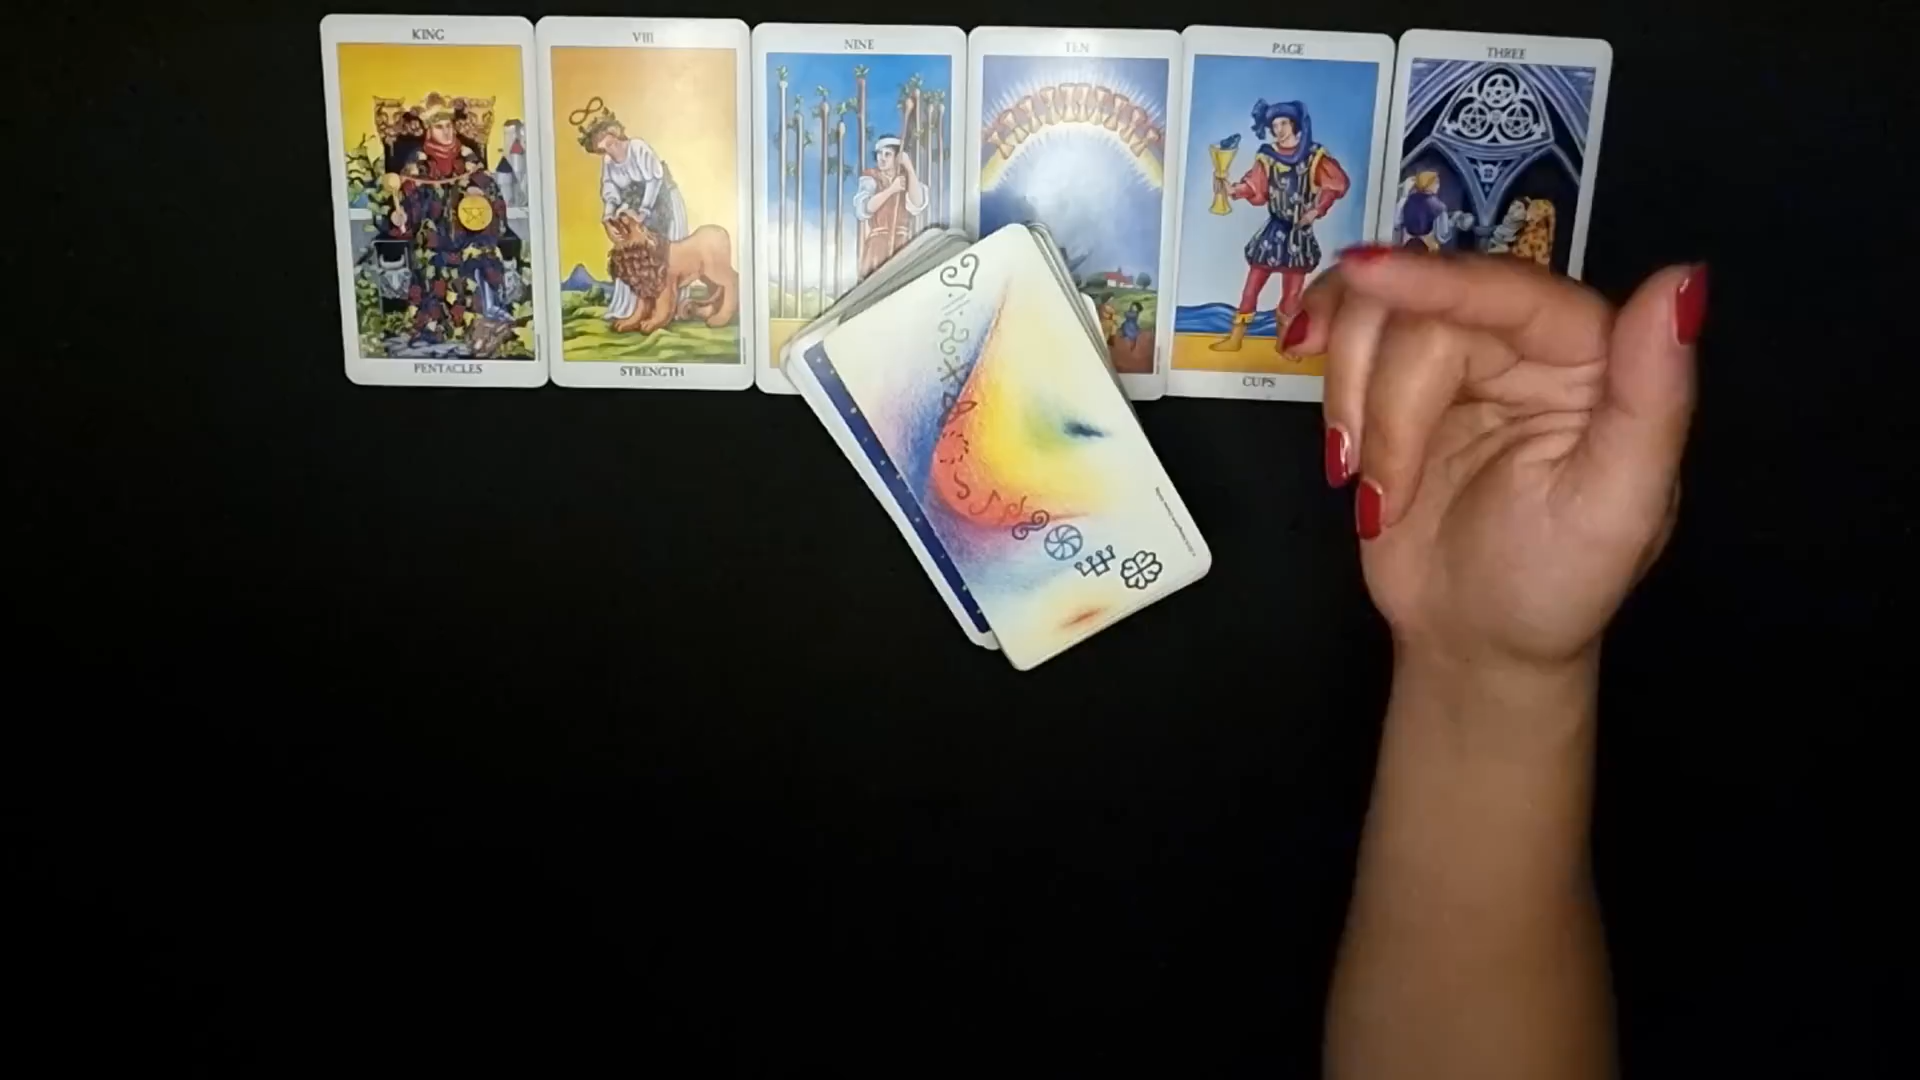 KING
VIII
NINE
TEN
PAGE
THREE
PENTACLES
STRENGTH
CUPS